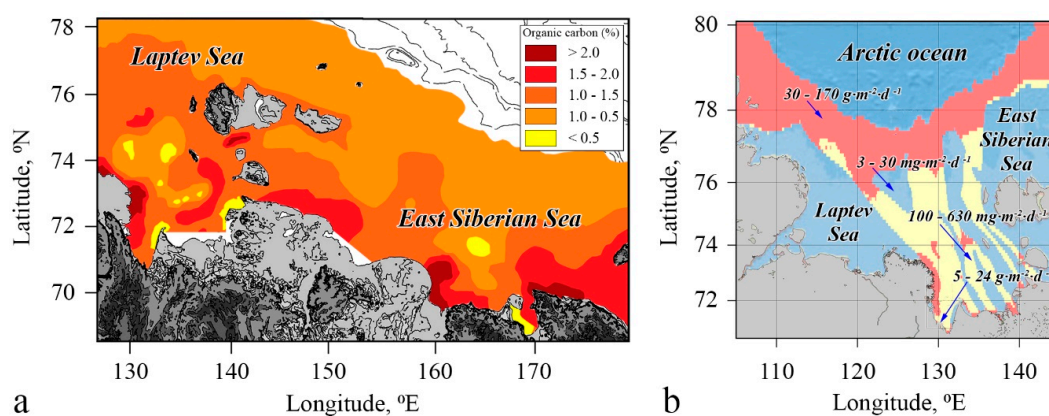 78
76
74
72
70
Latitude, ºN
Laptev Sea
East Siberian Sea
Organic carbon (%)
> 2.0
1.5 - 2.0
1.0 - 1.5
1.0 - 0.5
< 0.5
130
140
150
160
170
Longitude, ºE
a
b
80
78
76
74
72
Latitude, ºN
Arctic ocean
30 - 170 g·m⁻²·d⁻¹
East
Siberian
Sea
3 - 30 mg·m⁻²·d⁻¹
Laptev
Sea
100 - 630 mg·m⁻²·d⁻¹
5 - 24 g·m⁻²·d⁻¹
110
120
130
140
Longitude, ºE